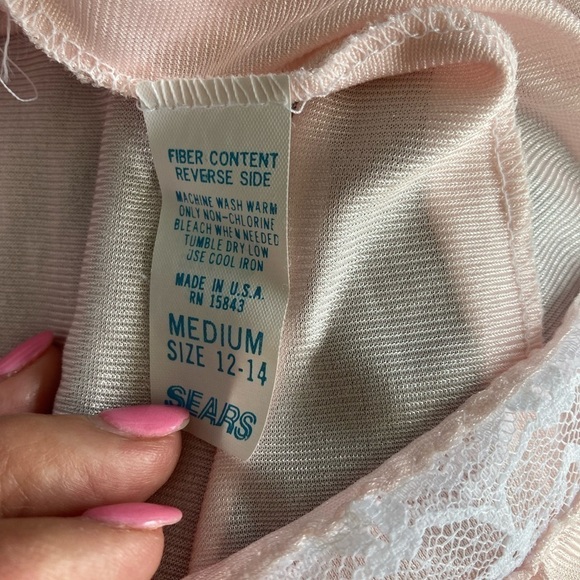 FIBER CONTENT
REVERSE SIDE
MACHINE WASH WARM
ONLY NON-CHLORINE
BLEACH WHEN NEEDED
TUMBLE DRY LOW
USE COOL IRON
MADE IN U.S.A.
RN 15843
MEDIUM
SIZE 12-14
SEARS